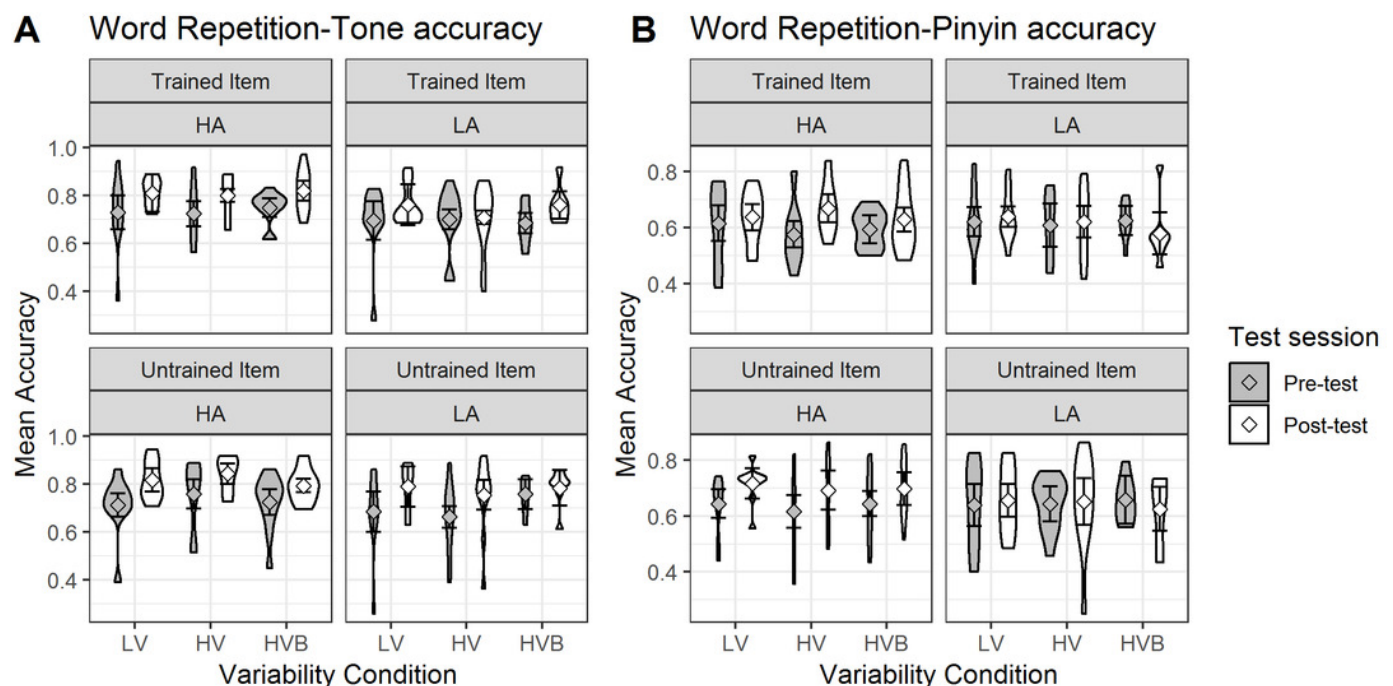 A Word Repetition-Tone accuracy
Trained Item Trained Item
HA LA
1.0
0.8
0.6
0.4
Untrained Item Untrained Item
HA LA
1.0
0.8
0.6
0.4
Mean Accuracy
LV HV HVB LV HV HVB
Variability Condition
B Word Repetition-Pinyin accuracy
Trained Item Trained Item
HA LA
0.8
0.6
0.4
Untrained Item Untrained Item
HA LA
0.8
0.6
0.4
Mean Accuracy
LV HV HVB LV HV HVB
Variability Condition
Test session
Pre-test
Post-test